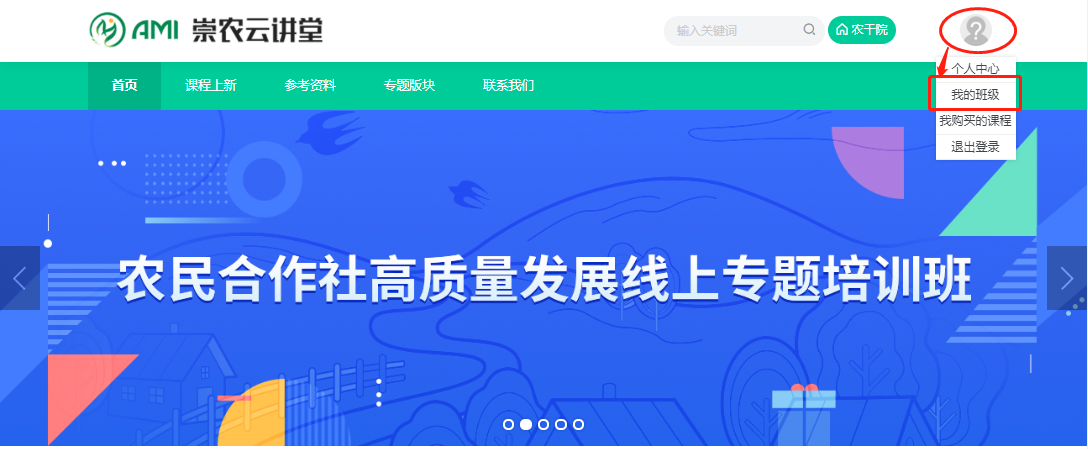 AMI 崇农云讲堂
输入关键词
农干院
首页 课程上新 参考资料 专题版块 联系我们
个人中心
我的班级
我购买的课程
退出登录
农民合作社高质量发展线上专题培训班